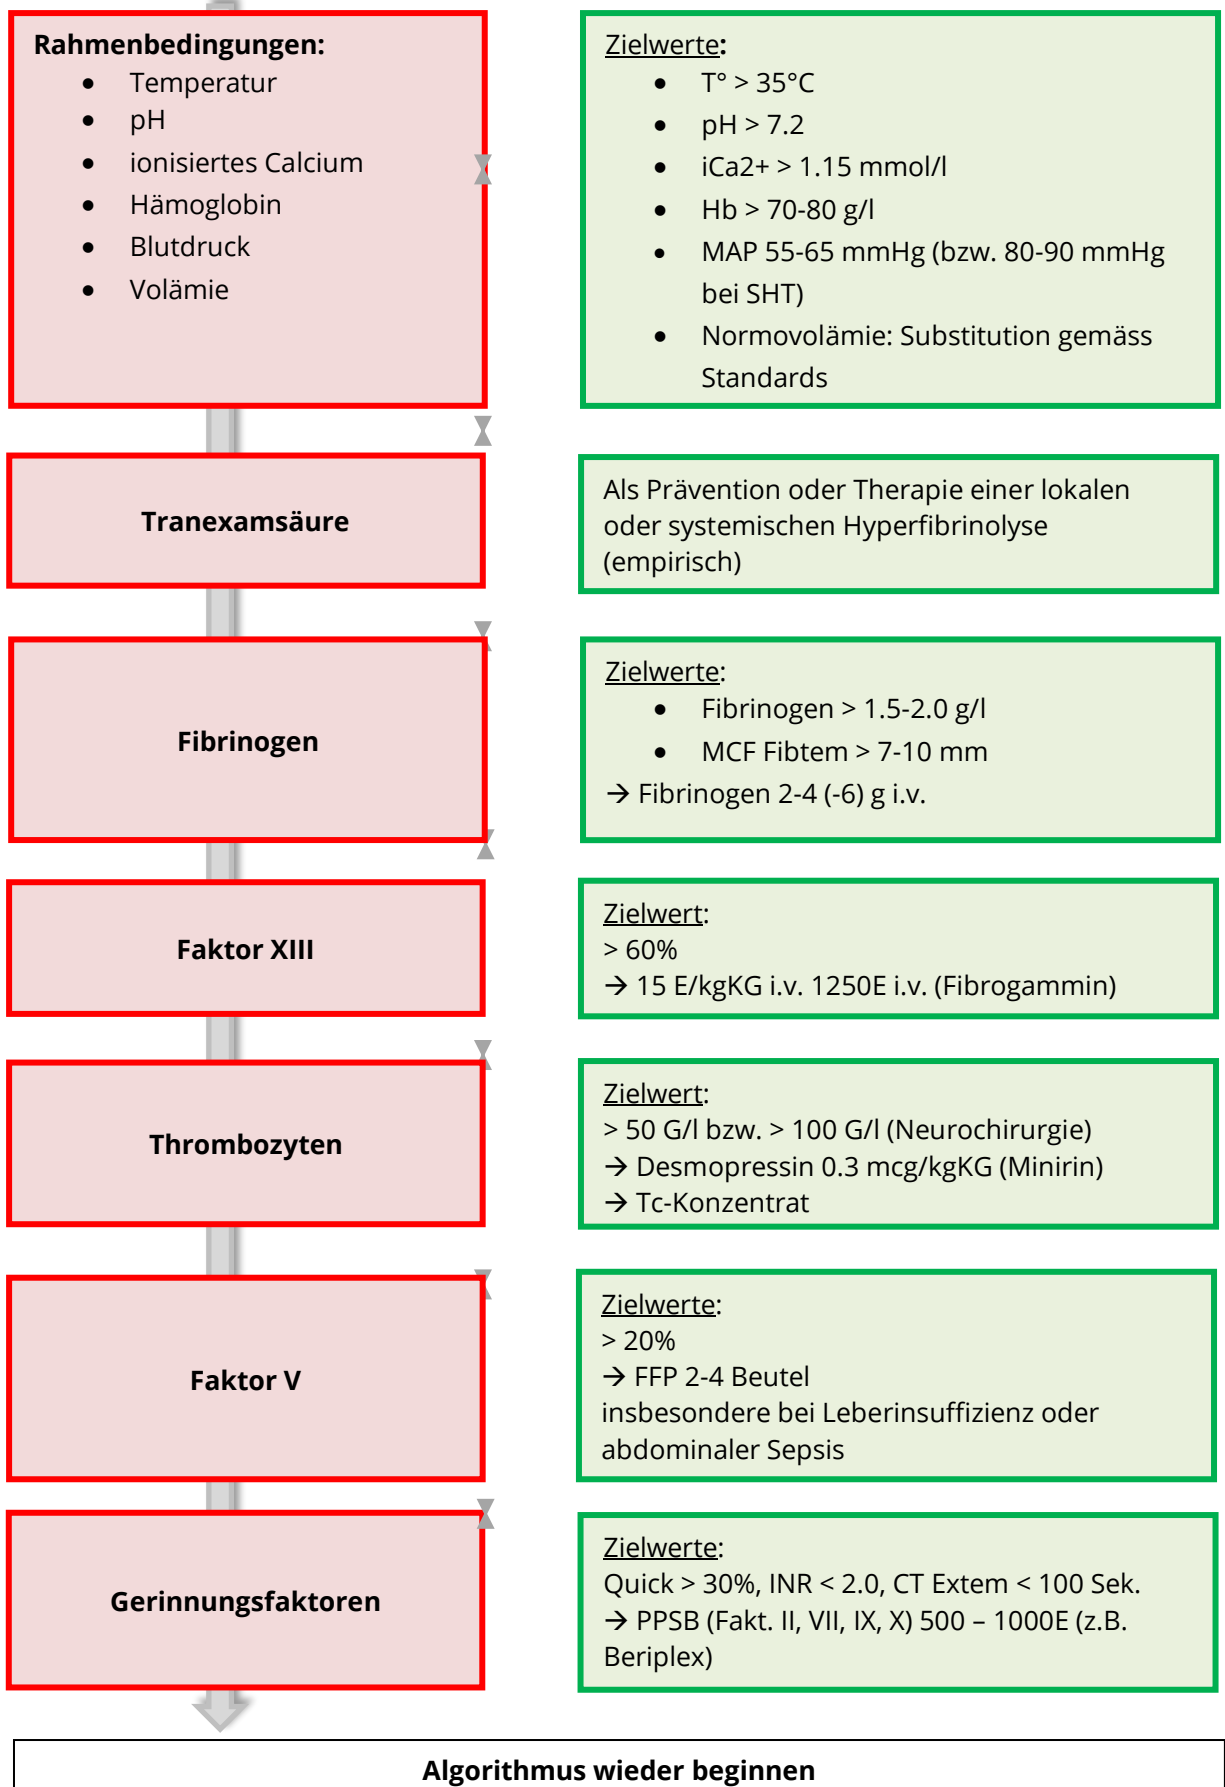 Rahmenbedingungen:
• Temperatur
• pH
• ionisiertes Calcium
• Hämoglobin
• Blutdruck
• Volämie
Zielwerte:
• T° > 35°C
• pH > 7.2
• iCa2+ > 1.15 mmol/l
• Hb > 70-80 g/l
• MAP 55-65 mmHg (bzw. 80-90 mmHg
bei SHT)
• Normovolämie: Substitution gemäss
Standards
Tranexamsäure
Als Prävention oder Therapie einer lokalen
oder systemischen Hyperfibrinolyse
(empirisch)
Fibrinogen
Zielwerte:
• Fibrinogen > 1.5-2.0 g/l
• MCF Fibtem > 7-10 mm
→ Fibrinogen 2-4 (-6) g i.v.
Faktor XIII
Zielwert:
> 60%
→ 15 E/kgKG i.v. 1250E i.v. (Fibrogammin)
Thrombozyten
Zielwert:
> 50 G/l bzw. > 100 G/l (Neurochirurgie)
→ Desmopressin 0.3 mcg/kgKG (Minirin)
→ Tc-Konzentrat
Faktor V
Zielwerte:
> 20%
→ FFP 2-4 Beutel
insbesondere bei Leberinsuffizienz oder
abdominaler Sepsis
Gerinnungsfaktoren
Zielwerte:
Quick > 30%, INR < 2.0, CT Extem < 100 Sek.
→ PPSB (Fakt. II, VII, IX, X) 500 – 1000E (z.B.
Beriplex)
Algorithmus wieder beginnen